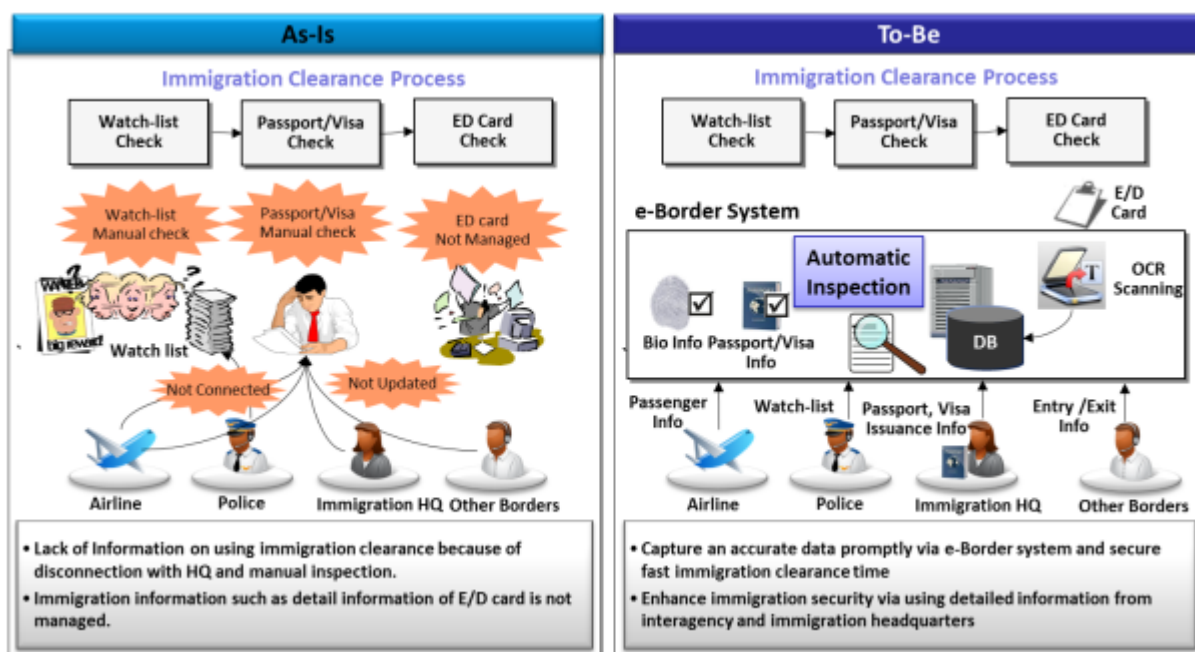 As-Is
Immigration Clearance Process
Watch-list
Check
Passport/Visa
Check
ED Card
Check
Watch-list
Manual check
Passport/Visa
Manual check
ED card
Not Managed
big reward!
Watch list
Not Connected
Not Updated
Airline
Police
Immigration HQ
Other Borders
• Lack of Information on using immigration clearance because of
disconnection with HQ and manual inspection.
• Immigration information such as detail information of E/D card is not
managed.
To-Be
Immigration Clearance Process
Watch-list
Check
Passport/Visa
Check
ED Card
Check
e-Border System
E/D
Card
Automatic
Inspection
T
OCR
Scanning
Bio Info
Passport/Visa
Info
DB
Passenger
Info
Watch-list
Passport, Visa
Issuance Info
Entry /Exit
Info
Airline
Police
Immigration HQ
Other Borders
• Capture an accurate data promptly via e-Border system and secure
fast immigration clearance time
• Enhance immigration security via using detailed information from
interagency and immigration headquarters